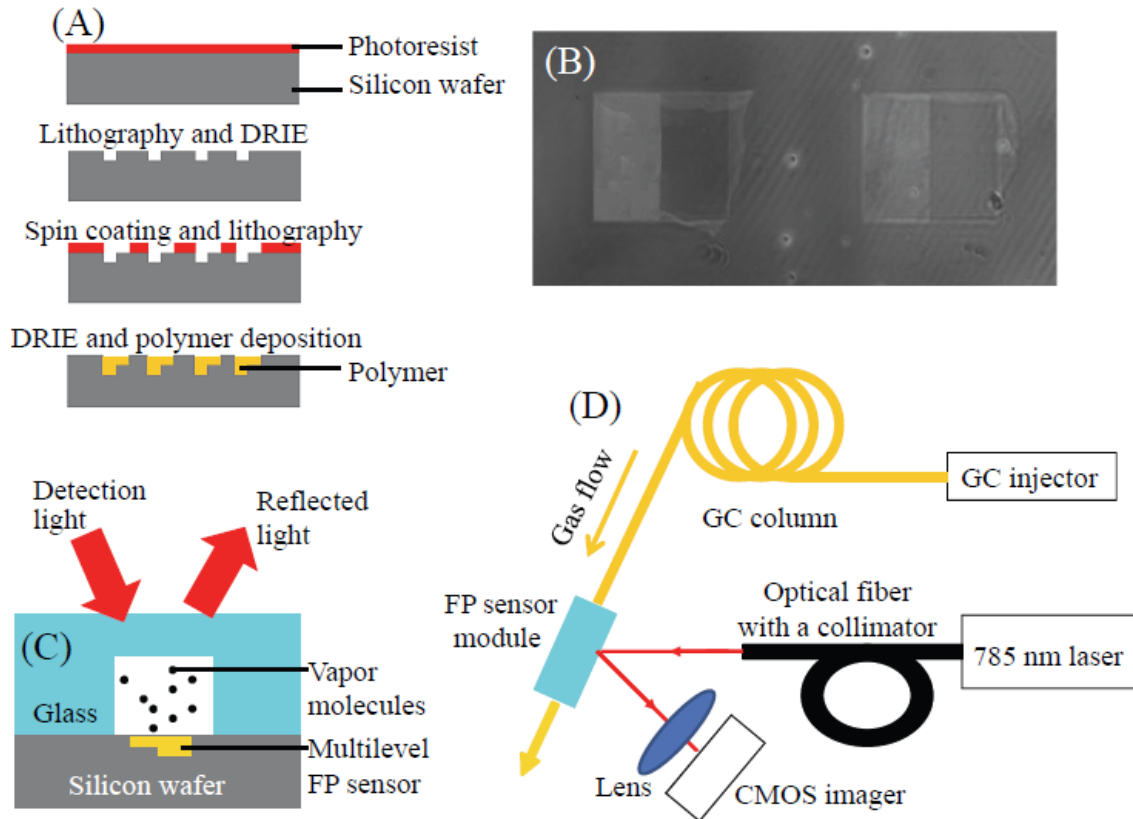 (A)
Photoresist
Silicon wafer
Lithography and DRIE
Spin coating and lithography
DRIE and polymer deposition
Polymer
(B)
(C)
Detection
light
Reflected
light
Glass
Vapor
molecules
Multilevel
FP sensor
Silicon wafer
(D)
Gas flow
GC column
GC injector
FP sensor
module
Optical fiber
with a collimator
785 nm laser
Lens
CMOS imager